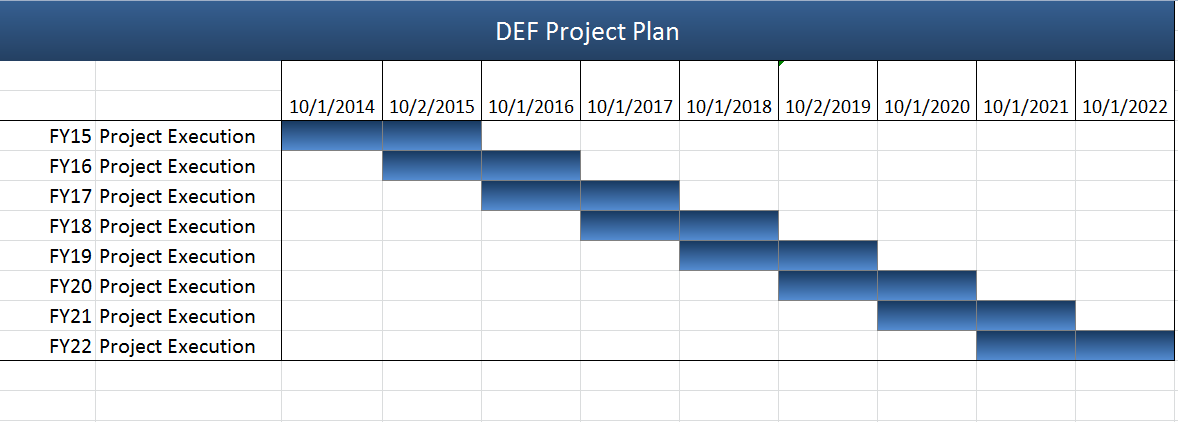 DEF Project Plan
10/1/2014 10/2/2015 10/1/2016 10/1/2017 10/1/2018 10/2/2019 10/1/2020 10/1/2021 10/1/2022
FY15 Project Execution
FY16 Project Execution
FY17 Project Execution
FY18 Project Execution
FY19 Project Execution
FY20 Project Execution
FY21 Project Execution
FY22 Project Execution